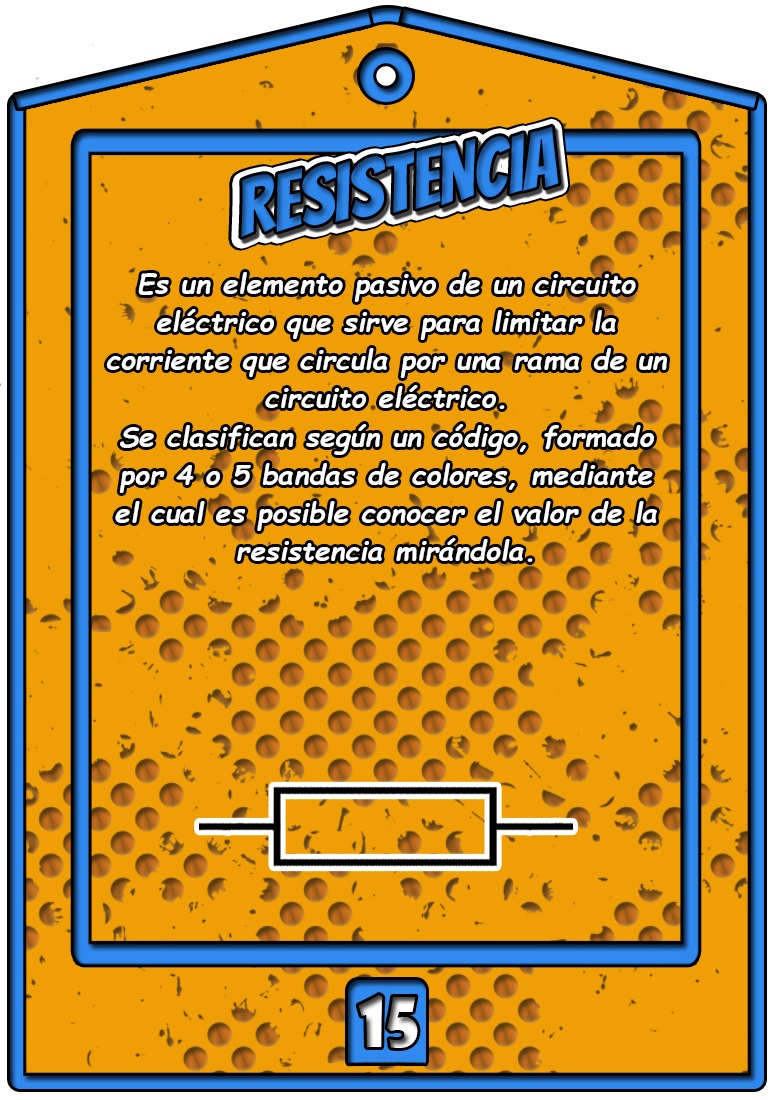 RESISTENCIA
Es un elemento pasivo de un circuito
eléctrico que sirve para limitar la
corriente que circula por una rama de un
circuito eléctrico.
Se clasifican según un código, formado
por 4 o 5 bandas de colores, mediante
el cual es posible conocer el valor de la
resistencia mirándola.
15